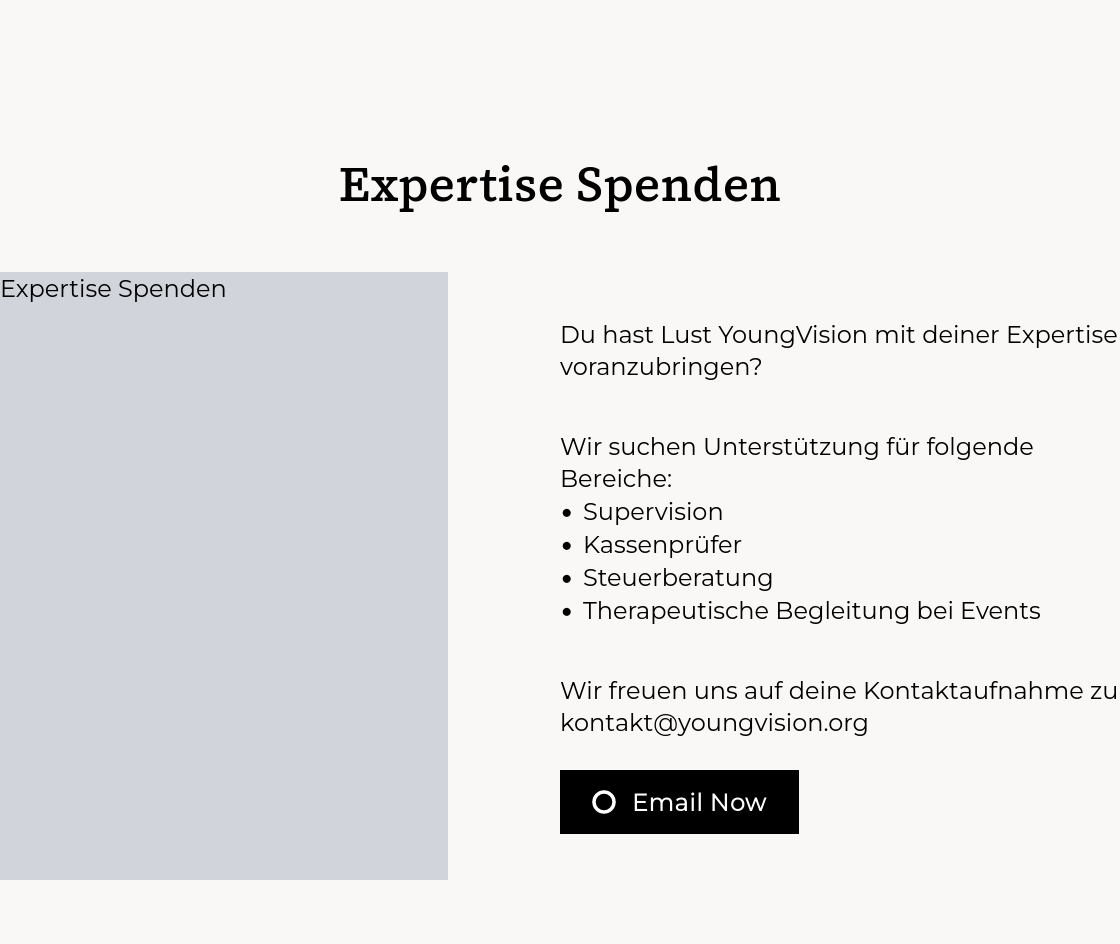 Expertise Spenden
Expertise Spenden
Du hast Lust YoungVision mit deiner Expertise
voranzubringen?
Wir suchen Unterstützung für folgende
Bereiche:
• Supervision
• Kassenprüfer
• Steuerberatung
• Therapeutische Begleitung bei Events
Wir freuen uns auf deine Kontaktaufnahme zu
kontakt@youngvision.org
Email Now